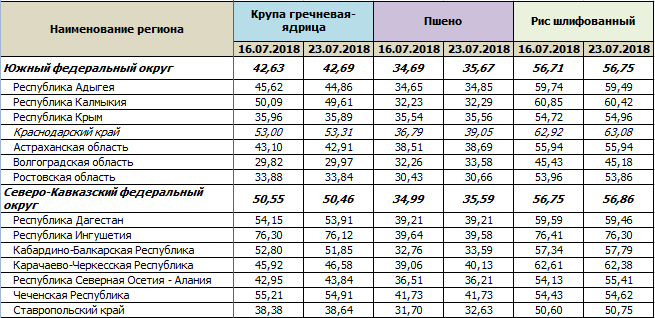 Наименование региона Крупа гречневая-ядрица Пшено Рис шлифованный
16.07.2018 23.07.2018 16.07.2018 23.07.2018 16.07.2018 23.07.2018
Южный федеральный округ 42,63 42,69 34,69 35,67 56,71 56,75
Республика Адыгея 45,62 44,86 34,65 34,85 59,74 59,49
Республика Калмыкия 50,09 49,61 32,23 32,29 60,85 60,42
Республика Крым 35,96 35,89 35,54 35,56 54,72 54,96
Краснодарский край 53,00 53,31 36,79 39,05 62,92 63,08
Астраханская область 43,10 42,91 38,51 38,69 55,94 55,94
Волгоградская область 29,82 29,97 32,26 33,58 45,43 45,18
Ростовская область 33,88 33,84 30,43 30,66 53,96 53,86
Северо-Кавказский федеральный
округ 50,55 50,46 34,99 35,59 56,75 56,86
Республика Дагестан 54,15 53,91 39,21 39,21 59,59 59,46
Республика Ингушетия 76,30 76,12 39,64 39,58 76,41 76,30
Кабардино-Балкарская Республика 52,80 51,85 32,76 33,59 57,34 57,79
Карачаево-Черкесская Республика 45,92 46,58 39,06 40,13 62,61 62,38
Республика Северная Осетия - Алания 42,95 43,84 36,51 36,21 54,13 55,41
Чеченская Республика 55,21 54,91 41,73 41,73 54,43 54,62
Ставропольский край 38,38 38,64 31,70 32,63 50,60 50,75